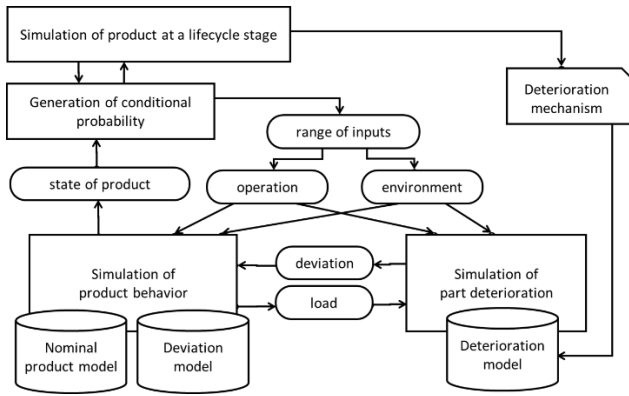 Simulation of product at a lifecycle stage
Generation of conditional
probability
Deterioration
mechanism
range of inputs
state of product
operation
environment
Simulation of
product behavior
deviation
load
Simulation of
part deterioration
Nominal
product model
Deviation
model
Deterioration
model